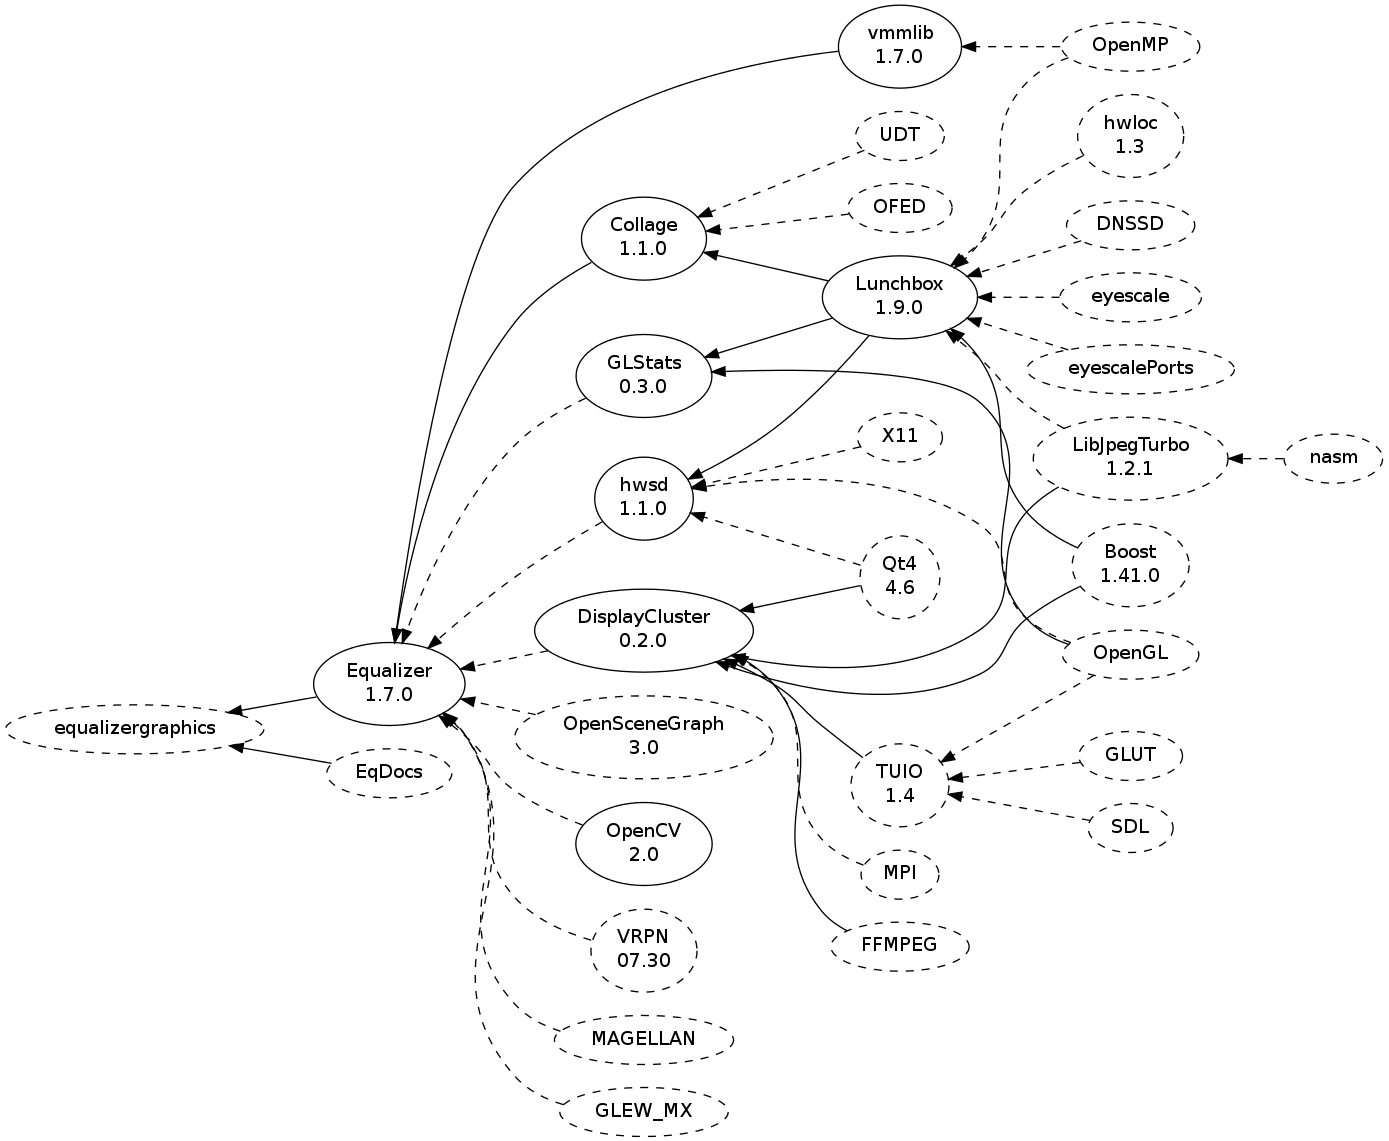 vmmlib
1.7.0
OpenMP
hwloc
1.3
UDT
OFED
DNSSD
Collage
1.1.0
Lunchbox
1.9.0
eyescale
eyescalePorts
GLStats
0.3.0
X11
LibJpegTurbo
1.2.1
nasm
hwsd
1.1.0
Qt4
4.6
Boost
1.41.0
DisplayCluster
0.2.0
OpenGL
Equalizer
1.7.0
equalizergraphics
EqDocs
OpenSceneGraph
3.0
TUIO
1.4
GLUT
SDL
OpenCV
2.0
MPI
VRPN
07.30
FFMPEG
MAGELLAN
GLEW_MX